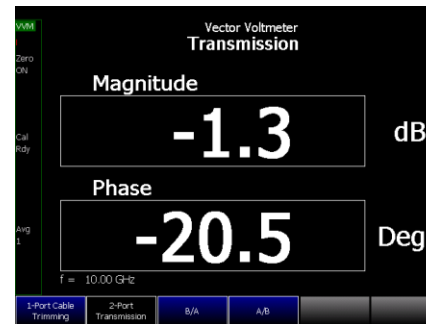 VVM
Vector Voltmeter
Transmission
Zero
ON
Magnitude
-1.3
dB
Cal
Rdy
Phase
-20.5
Deg
Avg
1
f = 10.00 GHz
1-Port Cable
Trimming
2-Port
Transmission
B/A
A/B